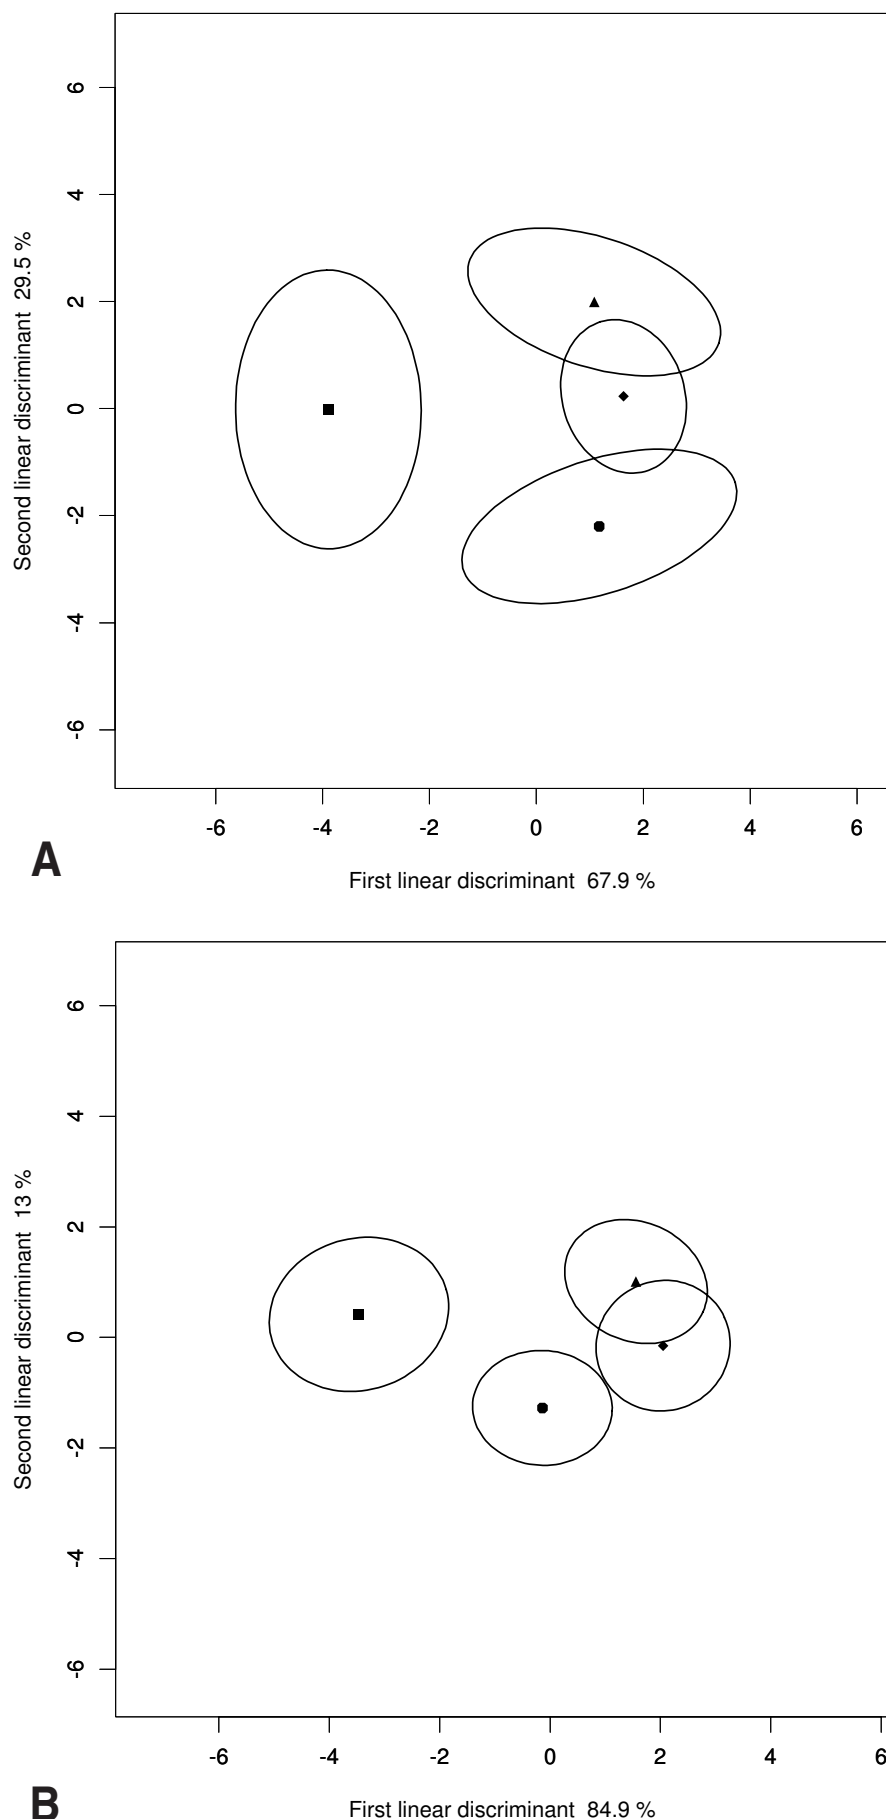 6
4
2
0
-2
-4
-6
Second linear discriminant 29.5 %
-6 -4 -2 0 2 4 6
First linear discriminant 67.9 %
A
6
4
2
0
-2
-4
-6
Second linear discriminant 13 %
-6 -4 -2 0 2 4 6
First linear discriminant 84.9 %
B